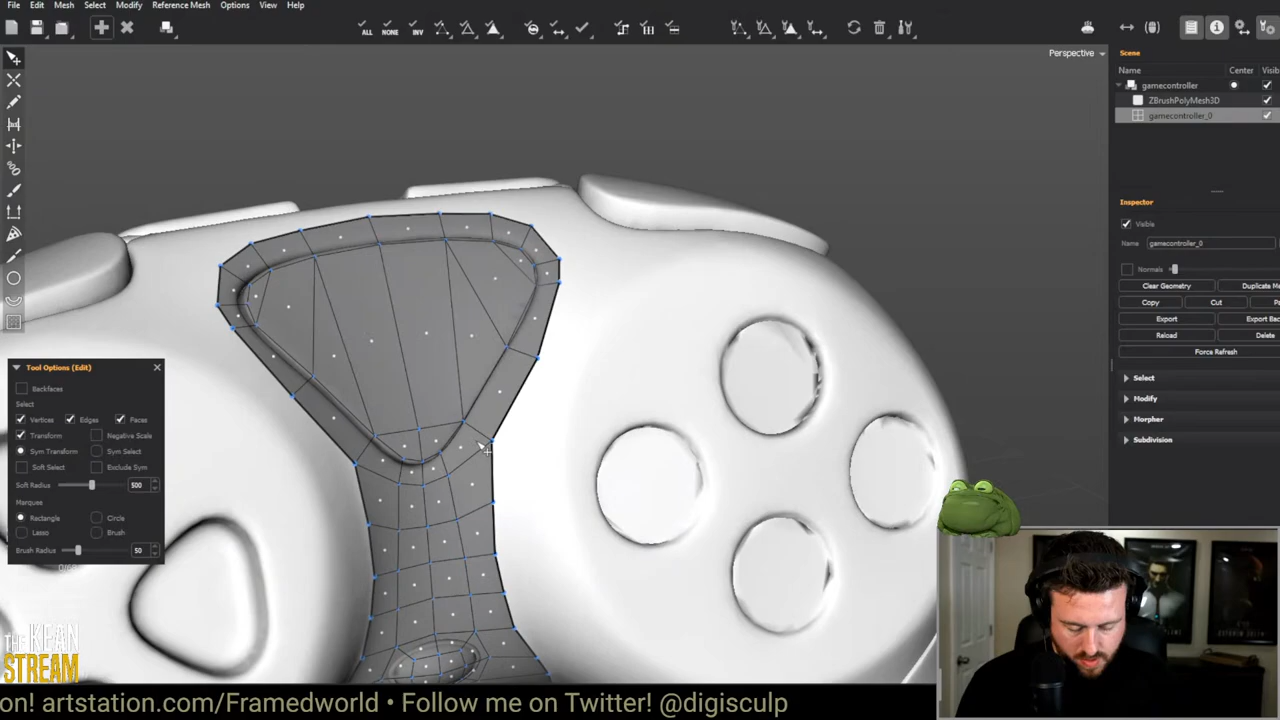 File Edit Mesh Select Modify Reference Mesh Options View Help
ALL NONE INV
Perspective
Scene
Name Center Visib
gamecontroller
ZBrushPolyMesh3D
gamecontroller_0
Inspector
Visible
Name gamecontroller_0
Normals
Clear Geometry Duplicate Me
Copy Cut Pa
Export Export Bac
Reload Delete
Force Refresh
Select
Modify
Morpher
Subdivision
Tool Options (Edit)
Backfaces
Select
Vertices Edges Faces
Transform Negative Scale
Sym Transform Sym Select
Soft Select Exclude Sym
Soft Radius 500
Marquee
Rectangle Circle
Lasso Brush
Brush Radius 50
THE KEAN
STREAM
on! artstation.com/Framedworld • Follow me on Twitter! @digisculp